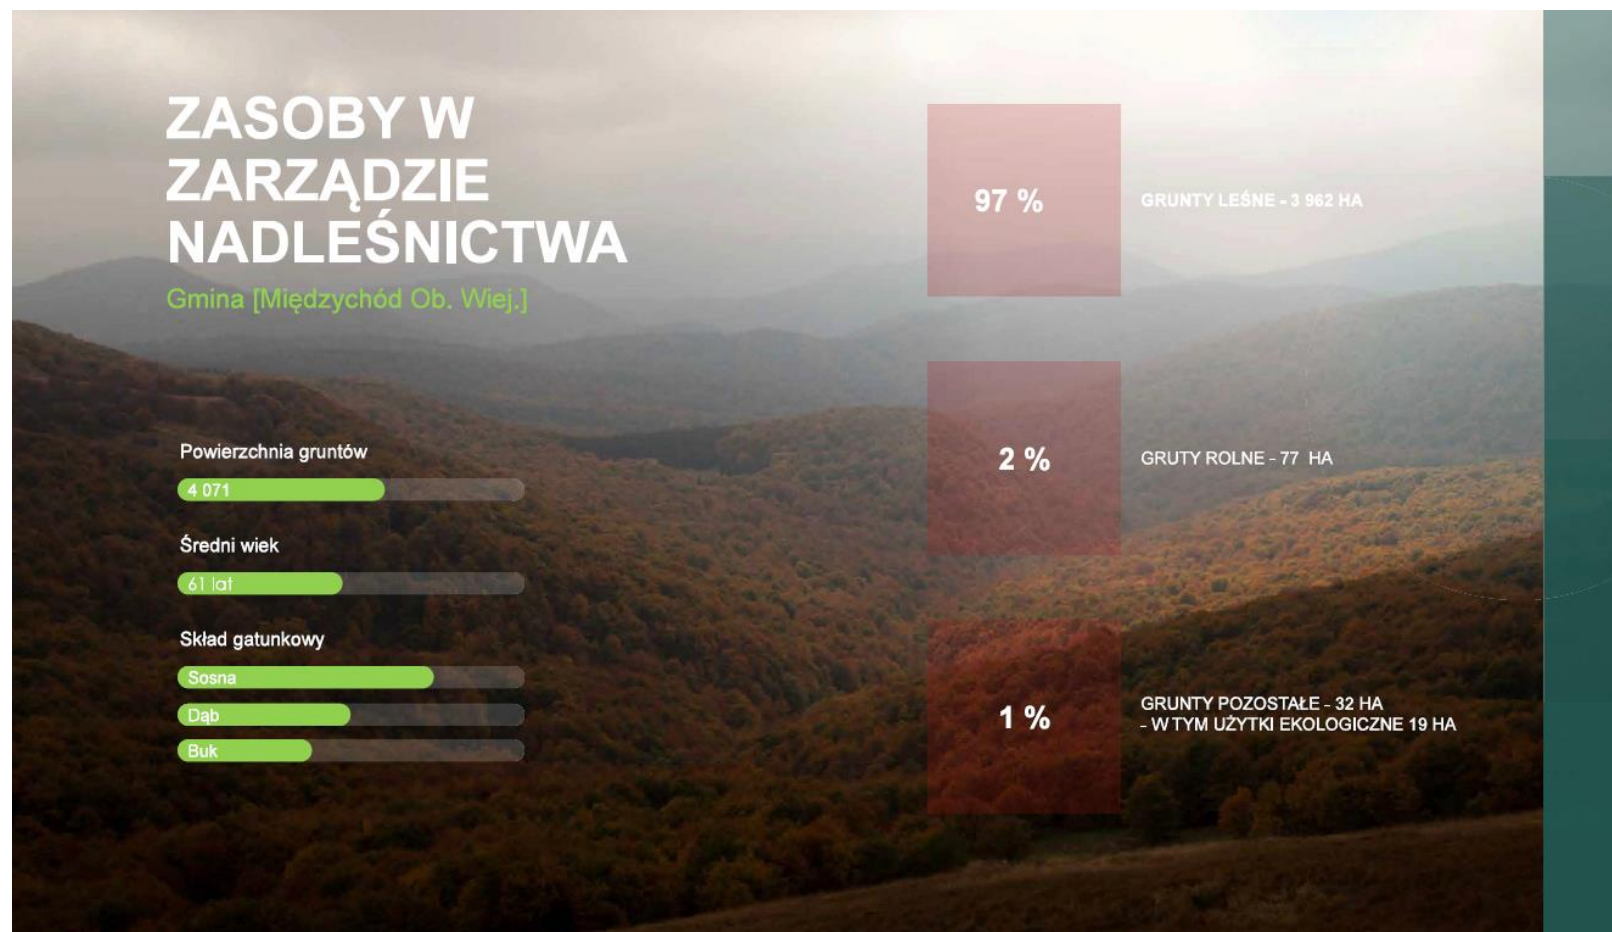 ZASOBY W
ZARZĄDZIE
NADLEŚNICTWA
Gmina [Międzychód Ob. Wiej.]
Powierzchnia gruntów
4 071
Średni wiek
61 lat
Skład gatunkowy
Sosna
Dąb
Buk
97 %
GRUNTY LEŚNE - 3 962 HA
2 %
GRUTY ROLNE - 77 HA
1 %
GRUNTY POZOSTAŁE - 32 HA
- W TYM UŻYTKI EKOLOGICZNE 19 HA